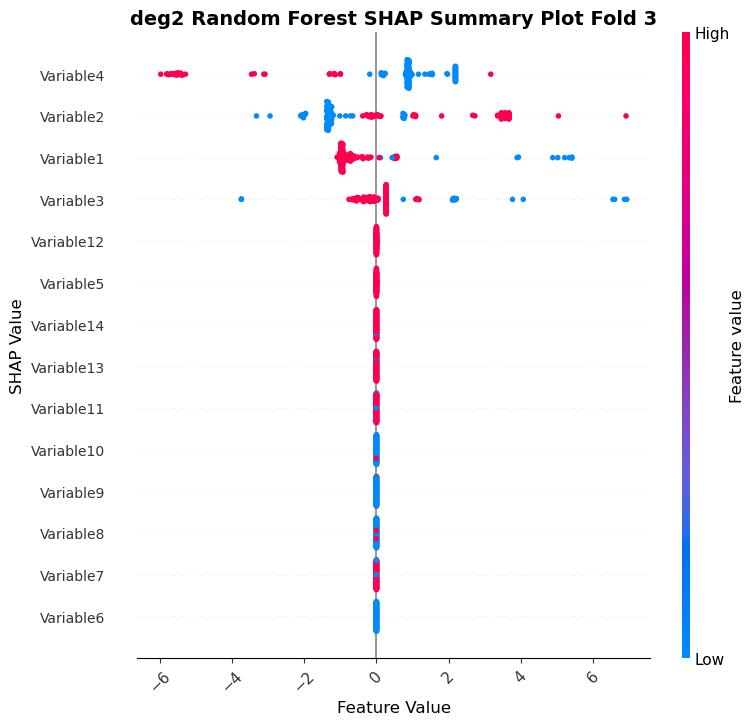 deg2 Random Forest SHAP Summary Plot Fold 3
High
Variable4
Variable2
Variable1
Variable3
Variable12
Variable5
Variable14
Variable13
Variable11
Variable10
Variable9
Variable8
Variable7
Variable6
SHAP Value
Feature value
Low
−6 −4 −2 0 2 4 6
Feature Value